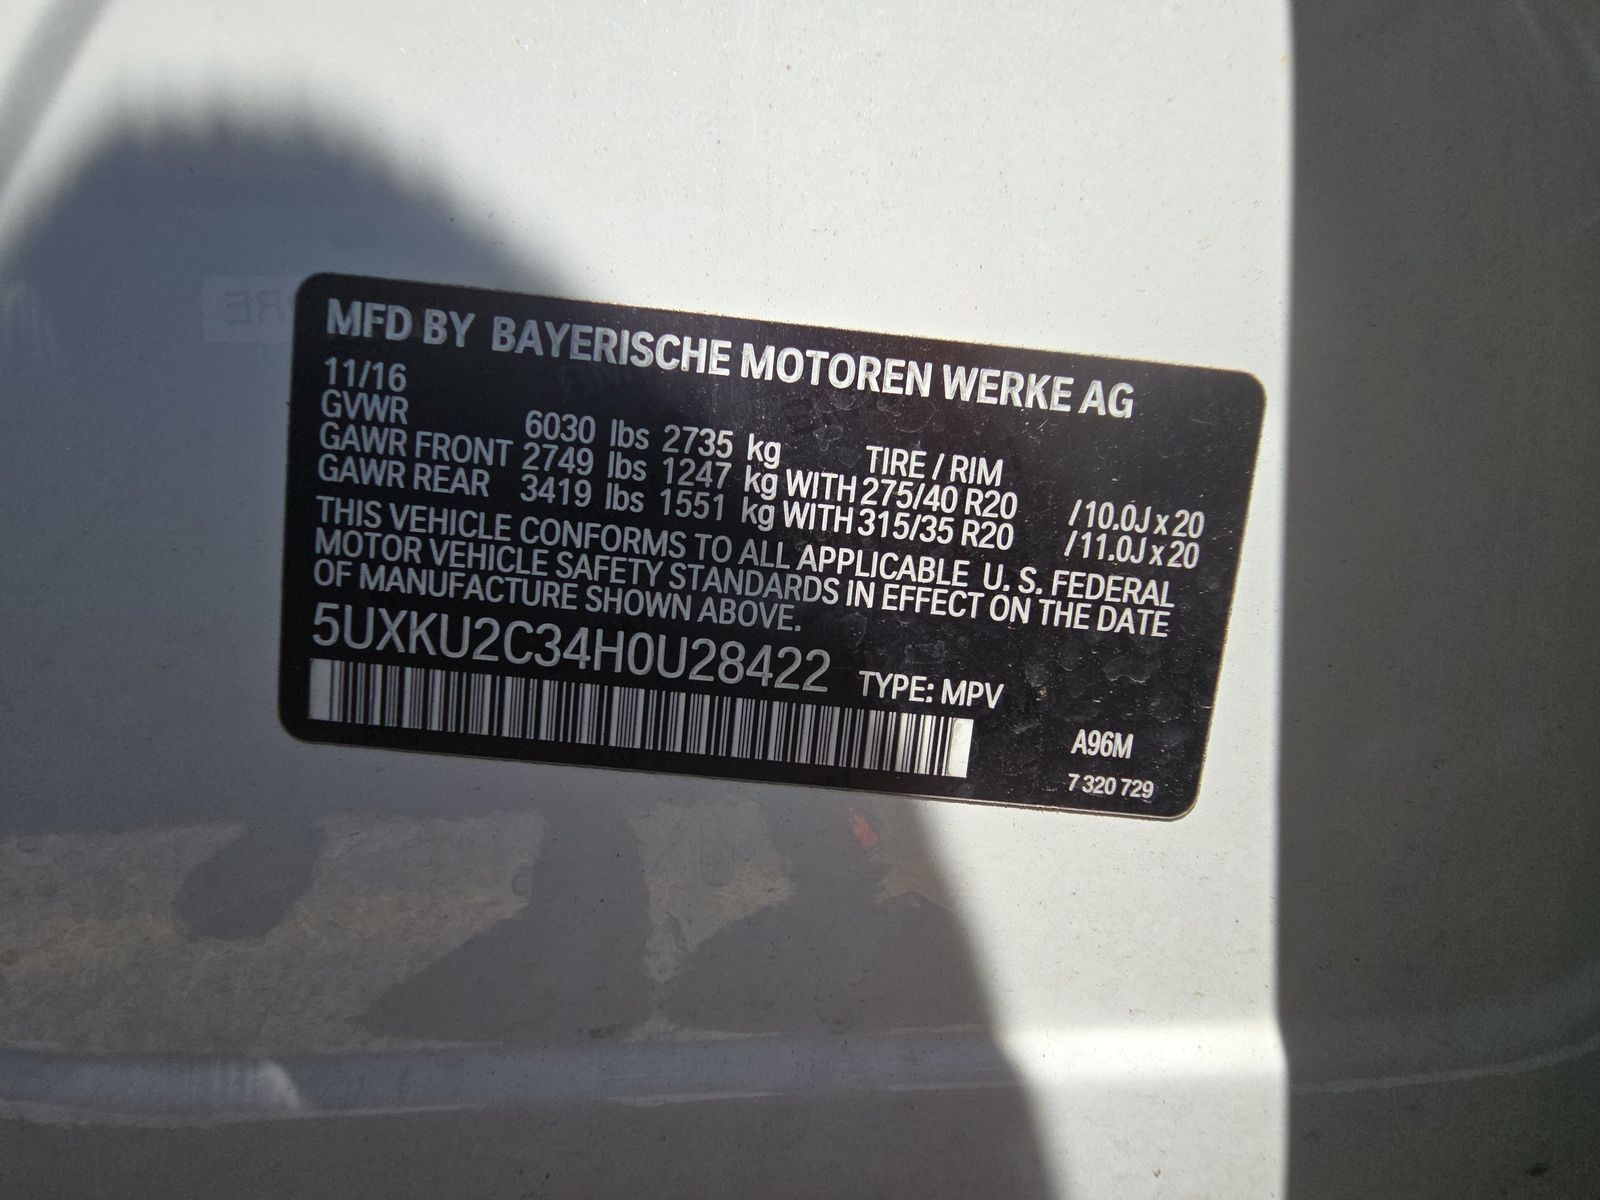 MFD BY BAYERISCHE MOTOREN WERKE AG
11/16
GVWR 6030 lbs 2735 kg TIRE / RIM
GAWR FRONT 2749 lbs 1247 kg WITH 275/40 R20 /10.0J x 20
GAWR REAR 3419 lbs 1551 kg WITH 315/35 R20 /11.0J x 20
THIS VEHICLE CONFORMS TO ALL APPLICABLE U. S. FEDERAL
MOTOR VEHICLE SAFETY STANDARDS IN EFFECT ON THE DATE
OF MANUFACTURE SHOWN ABOVE.
5UXKU2C34H0U28422 TYPE: MPV
A96M
7 320 729